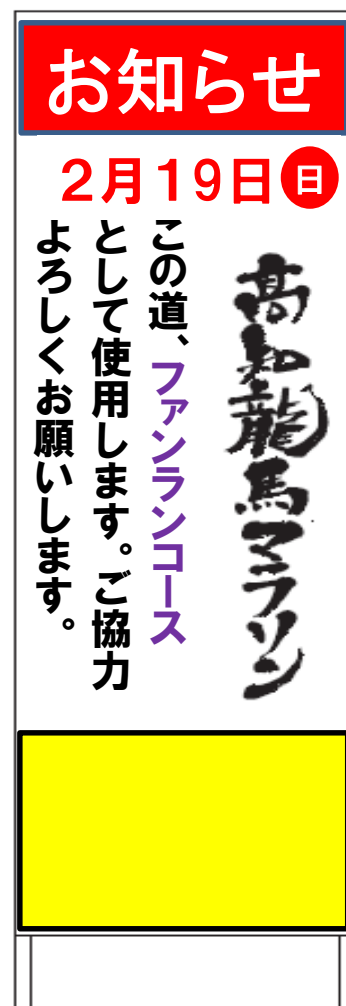 お知らせ
2月19日日
高知龍馬マラソン
この道、ファンランコース
として使用します。ご協力
よろしくお願いします。